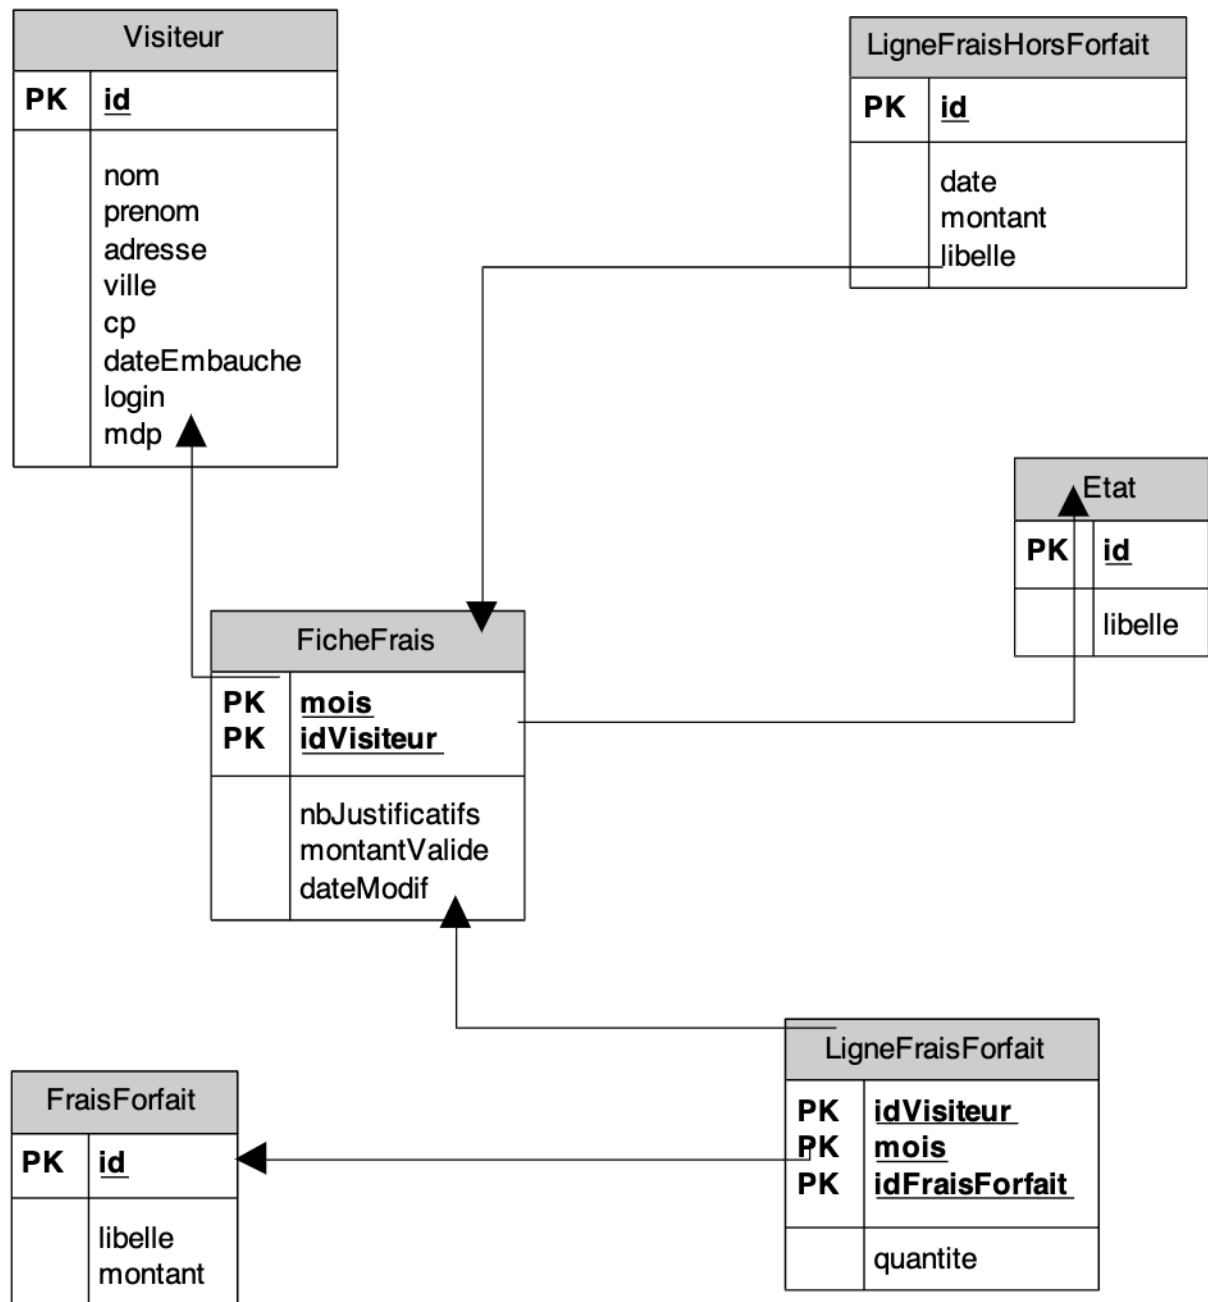 Visiteur
PK id
nom
prenom
adresse
ville
cp
dateEmbauche
login
mdp
LigneFraisHorsForfait
PK id
date
montant
libelle
Etat
PK id
libelle
FicheFrais
PK mois
PK idVisiteur
nbJustificatifs
montantValide
dateModif
LigneFraisForfait
PK idVisiteur
PK mois
PK idFraisForfait
quantite
FraisForfait
PK id
libelle
montant